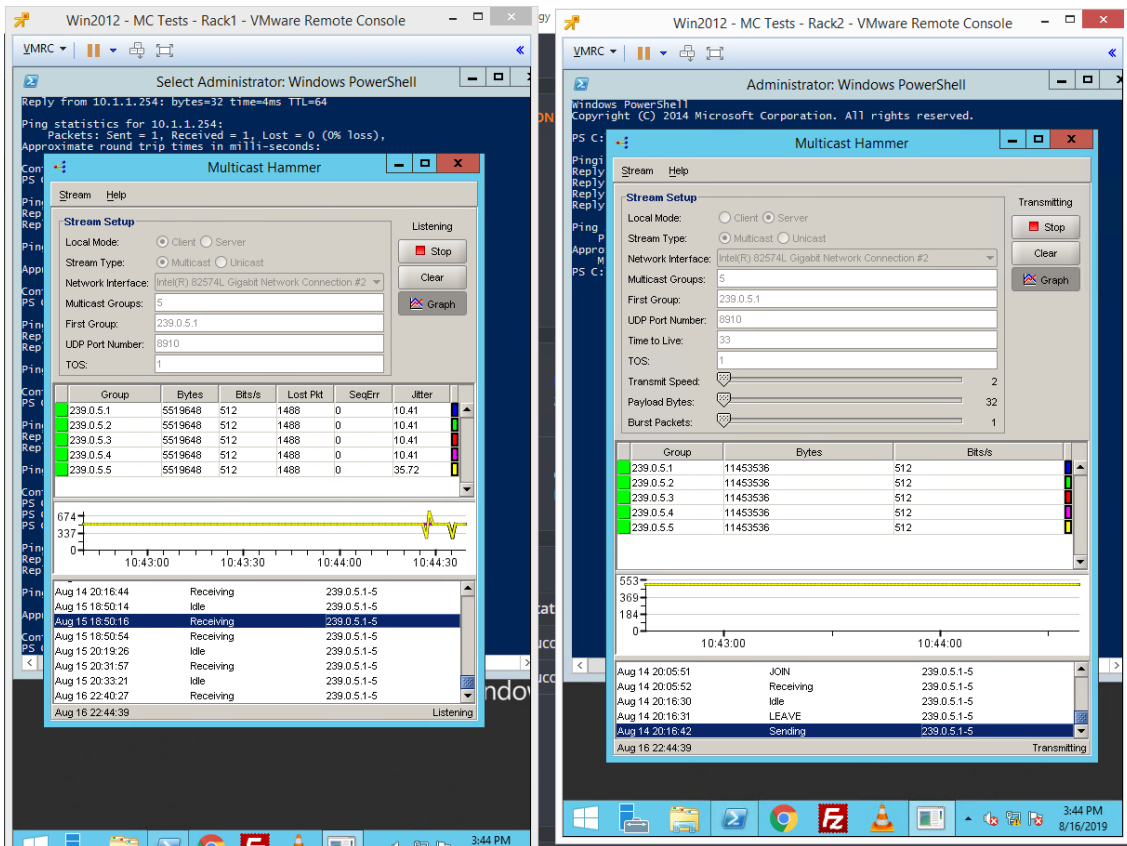 Win2012 - MC Tests - Rack1 - VMware Remote Console
VMRC
Select Administrator: Windows PowerShell
Reply from 10.1.1.254: bytes=32 time=4ms TTL=64
Ping statistics for 10.1.1.254:
Packets: Sent = 1, Received = 1, Lost = 0 (0% loss),
Approximate round trip times in milli-seconds:
Multicast Hammer
Stream Help
Stream Setup
Listening
Local Mode: Client Server
Stop
Stream Type: Multicast Unicast
Network Interface: Intel(R) 82574L Gigabit Network Connection #2
Clear
Multicast Groups: 5
Graph
First Group: 239.0.5.1
UDP Port Number: 8910
TOS: 1
Group Bytes Bits/s Lost Pkt SeqErr Jitter
239.0.5.1 5519648 512 1488 0 10.41
239.0.5.2 5519648 512 1488 0 10.41
239.0.5.3 5519648 512 1488 0 10.41
239.0.5.4 5519648 512 1488 0 10.41
239.0.5.5 5519648 512 1488 0 35.72
674
337
0
10:43:00 10:43:30 10:44:00 10:44:30
Aug 14 20:16:44 Receiving 239.0.5.1-5
Aug 15 18:50:14 Idle 239.0.5.1-5
Aug 15 18:50:16 Receiving 239.0.5.1-5
Aug 15 18:50:54 Receiving 239.0.5.1-5
Aug 15 20:19:26 Idle 239.0.5.1-5
Aug 15 20:31:57 Receiving 239.0.5.1-5
Aug 15 20:33:21 Idle 239.0.5.1-5
Aug 16 22:40:27 Receiving 239.0.5.1-5
Aug 16 22:44:39 Listening
3:44 PM
Win2012 - MC Tests - Rack2 - VMware Remote Console
VMRC
Administrator: Windows PowerShell
Windows PowerShell
Copyright (C) 2014 Microsoft Corporation. All rights reserved.
PS C:
Multicast Hammer
Stream Help
Stream Setup
Transmitting
Local Mode: Client Server
Stop
Stream Type: Multicast Unicast
Network Interface: Intel(R) 82574L Gigabit Network Connection #2
Clear
Multicast Groups: 5
Graph
First Group: 239.0.5.1
UDP Port Number: 8910
Time to Live: 33
TOS: 1
Transmit Speed: 2
Payload Bytes: 32
Burst Packets: 1
Group Bytes Bits/s
239.0.5.1 11453536 512
239.0.5.2 11453536 512
239.0.5.3 11453536 512
239.0.5.4 11453536 512
239.0.5.5 11453536 512
553
369
184
0
10:43:00 10:44:00
Aug 14 20:05:51 JOIN 239.0.5.1-5
Aug 14 20:05:52 Receiving 239.0.5.1-5
Aug 14 20:16:30 Idle 239.0.5.1-5
Aug 14 20:16:31 LEAVE 239.0.5.1-5
Aug 14 20:16:42 Sending 239.0.5.1-5
Aug 16 22:44:39 Transmitting
3:44 PM
8/16/2019